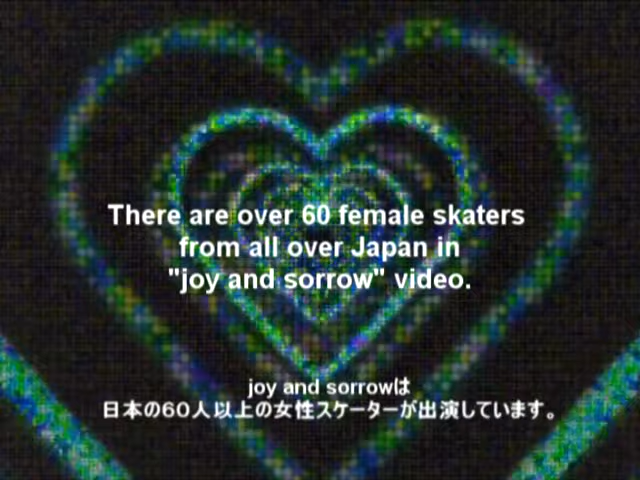 There are over 60 female skaters
from all over Japan in
"joy and sorrow" video.
joy and sorrowは
日本の60人以上の女性スケーターが出演しています。